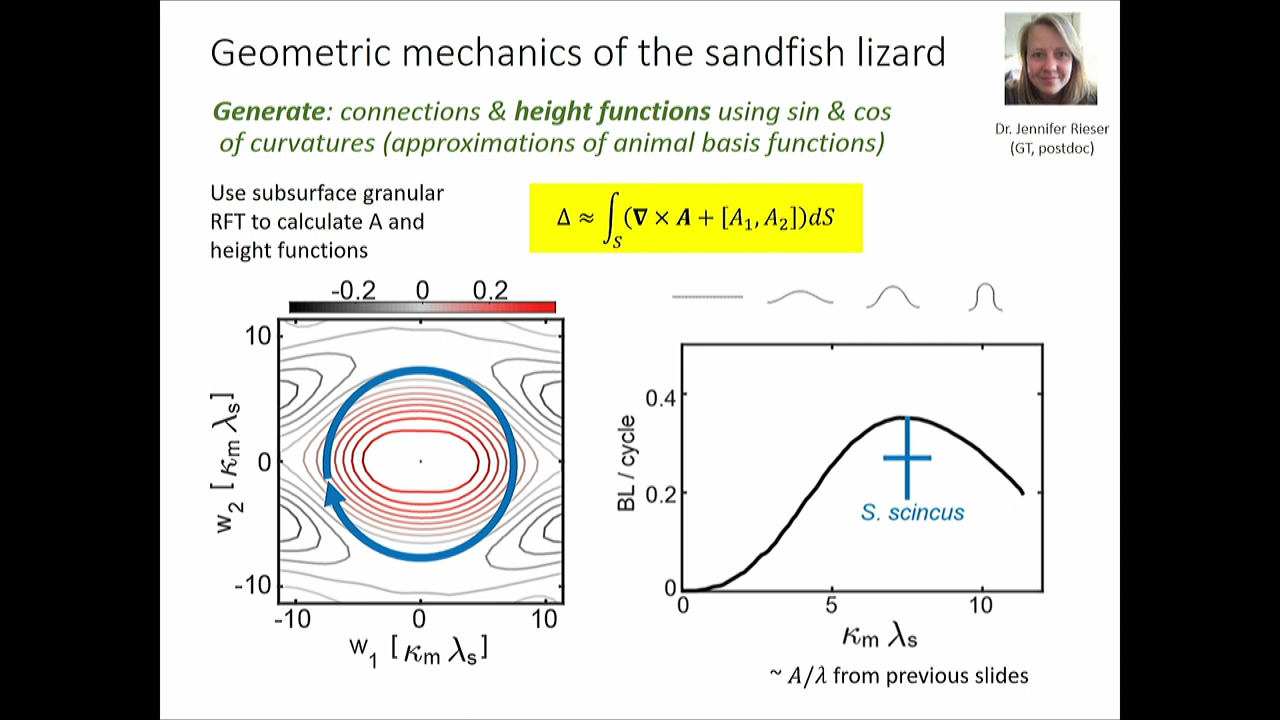 Geometric mechanics of the sandfish lizard
Generate: connections & height functions using sin & cos
of curvatures (approximations of animal basis functions)
Dr. Jennifer Rieser
(GT, postdoc)
Use subsurface granular
RFT to calculate A and
height functions
Δ ≈ ∫_S (∇ × A + [A₁, A₂])dS
-0.2 0 0.2
10
0
-10
w₂ [ κm λs]
-10 0 10
w₁ [ κm λs]
0.4
0.2
0
BL / cycle
S. scincus
0 5 10
κm λs
~ A/λ from previous slides